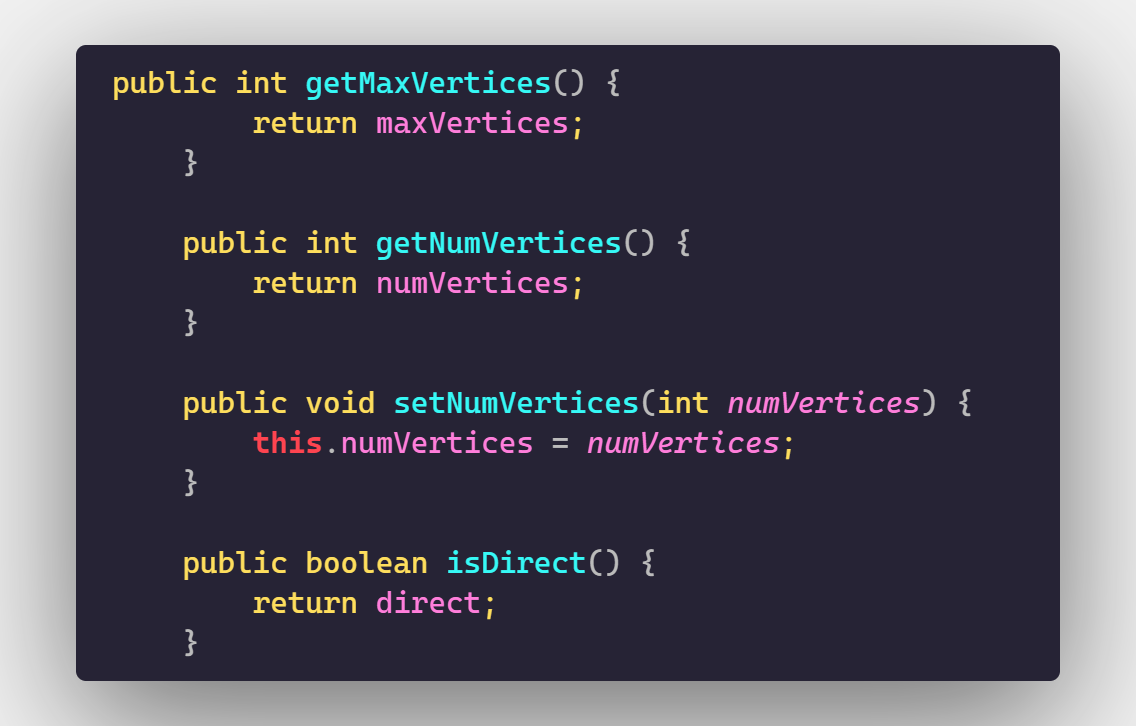 public int getMaxVertices() {
        return maxVertices;
    }

    public int getNumVertices() {
        return numVertices;
    }

    public void setNumVertices(int numVertices) {
        this.numVertices = numVertices;
    }

    public boolean isDirect() {
        return direct;
    }